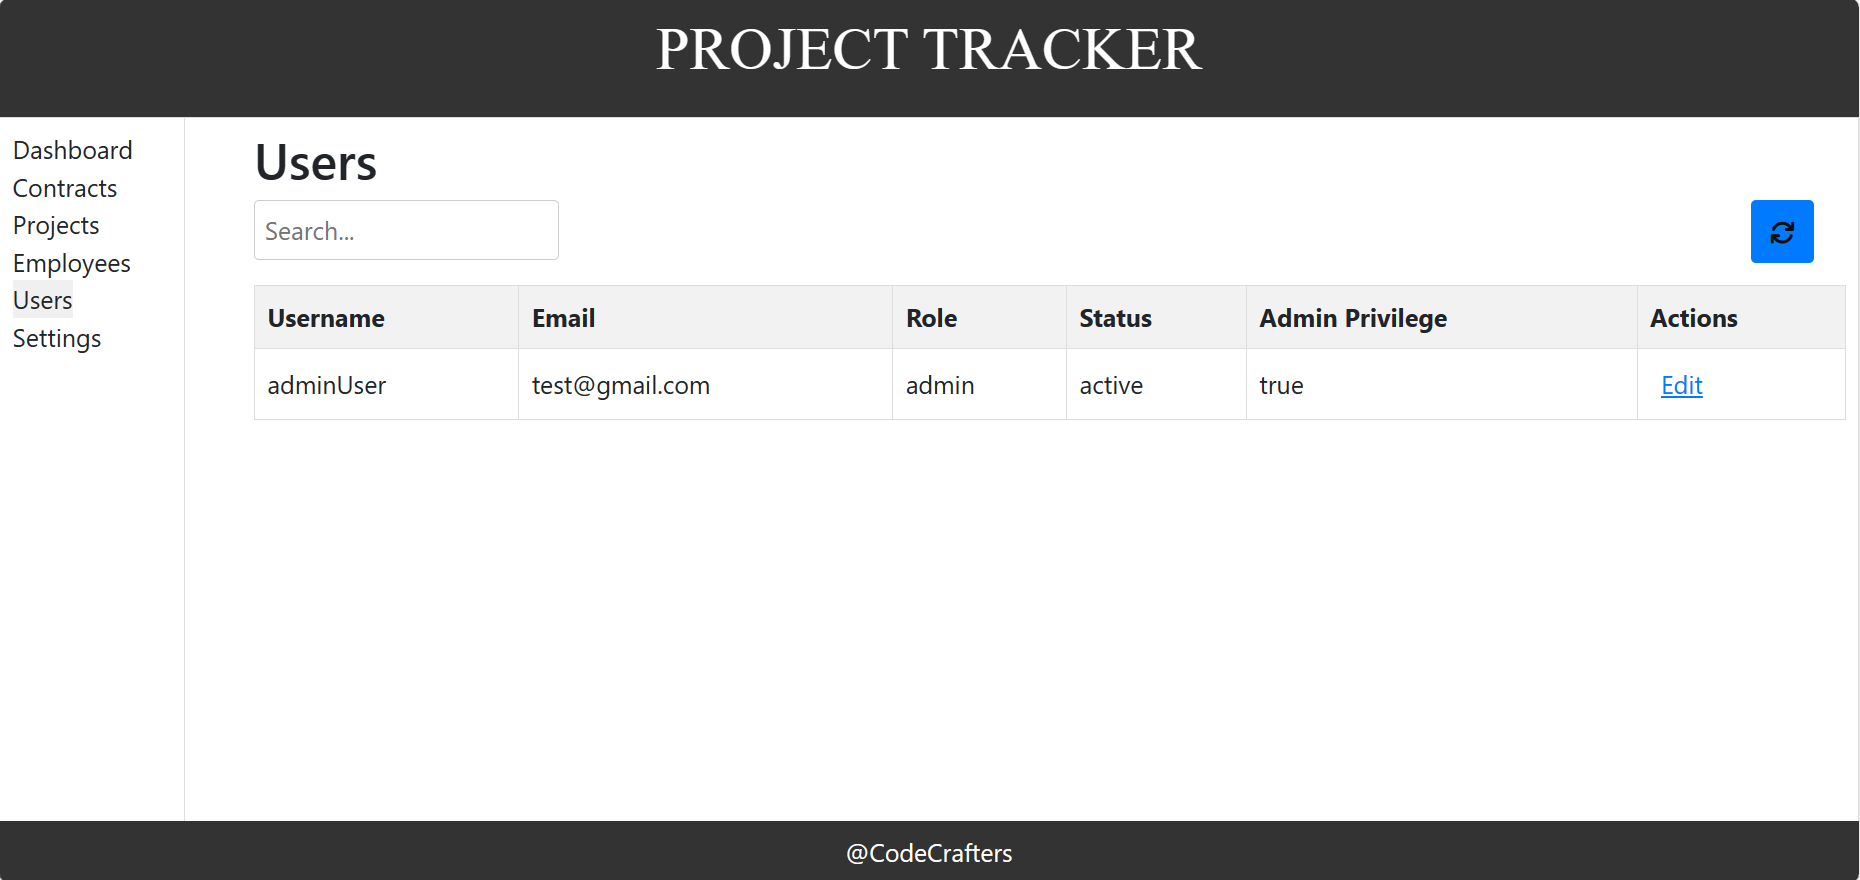 PROJECT TRACKER
Dashboard
Contracts
Projects
Employees
Users
Settings
Users
Search...
Username Email Role Status Admin Privilege Actions
adminUser test@gmail.com admin active true Edit
@CodeCrafters